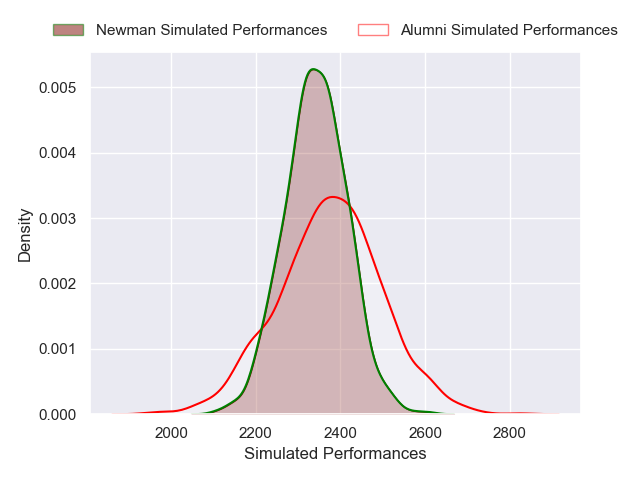 Newman Simulated Performances Alumni Simulated Performances
0.005
0.004
0.003
0.002
0.001
0.000
Density
2000 2200 2400 2600 2800
Simulated Performances